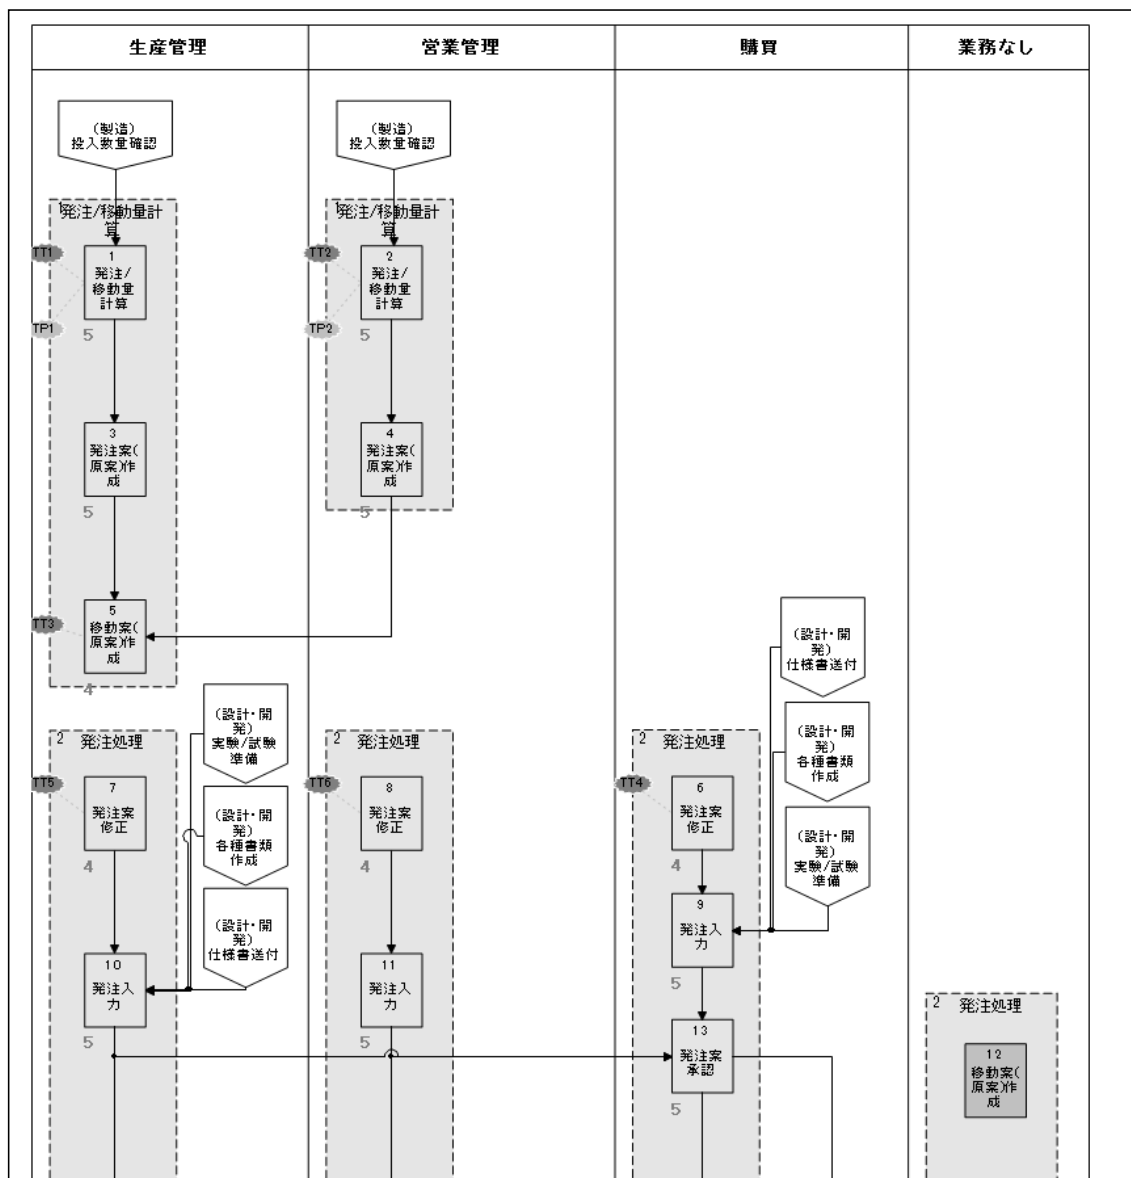 生産管理
営業管理
購買
業務なし
(製造)
投入数量確認
(製造)
投入数量確認
1
発注/移動量計
算
1
発注/移動量計
算
TT1
1
発注/
移動量
計算
TP1
5
TT2
2
発注/
移動量
計算
TP2
5
3
発注案(
原案)作
成
5
4
発注案(
原案)作
成
5
TT3
5
移動案(
原案)作
成
4
(設計・開
発)
仕様書送付
(設計・開
発)
各種書類
作成
(設計・開
発)
実験/試験
準備
2 発注処理
(設計・開
発)
実験/試験
準備
(設計・開
発)
各種書類
作成
(設計・開
発)
仕様書送付
TT5
7
発注案
修正
4
10
発注入
力
5
2 発注処理
TT6
8
発注案
修正
4
11
発注入
力
5
2 発注処理
TT4
6
発注案
修正
4
9
発注入
力
5
13
発注案
承認
5
2 発注処理
12
移動案(
原案)作
成